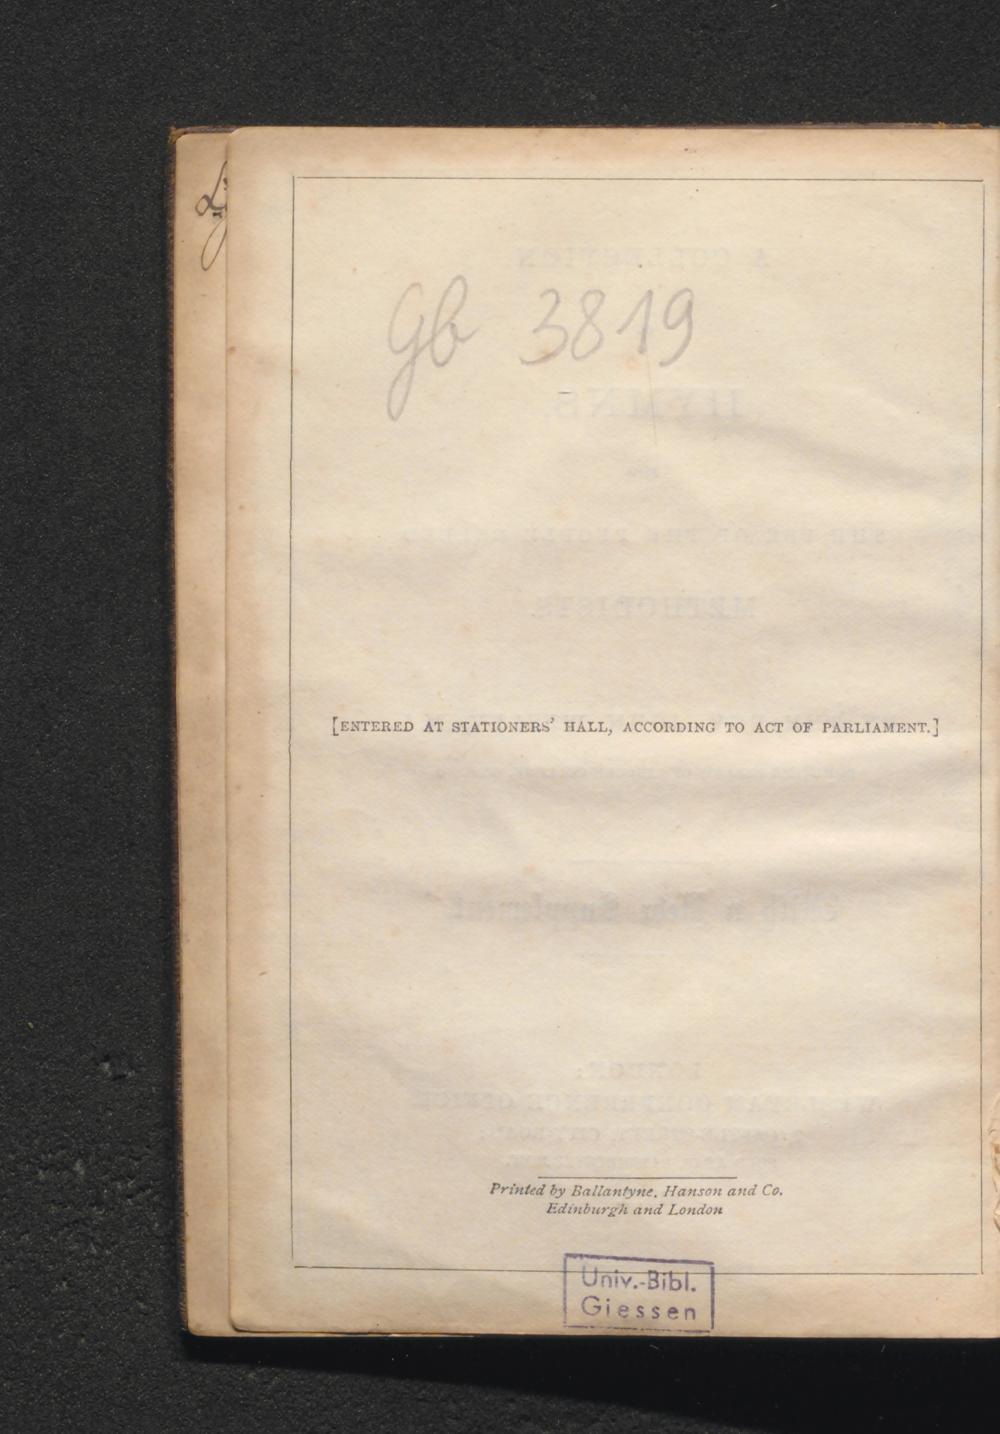 Gb 3819
[ENTERED AT STATIONERS' HALL, ACCORDING TO ACT OF PARLIAMENT.]
Printed by Ballantyne, Hanson and Co.
Edinburgh and London
Univ.-Bibl.
Giessen